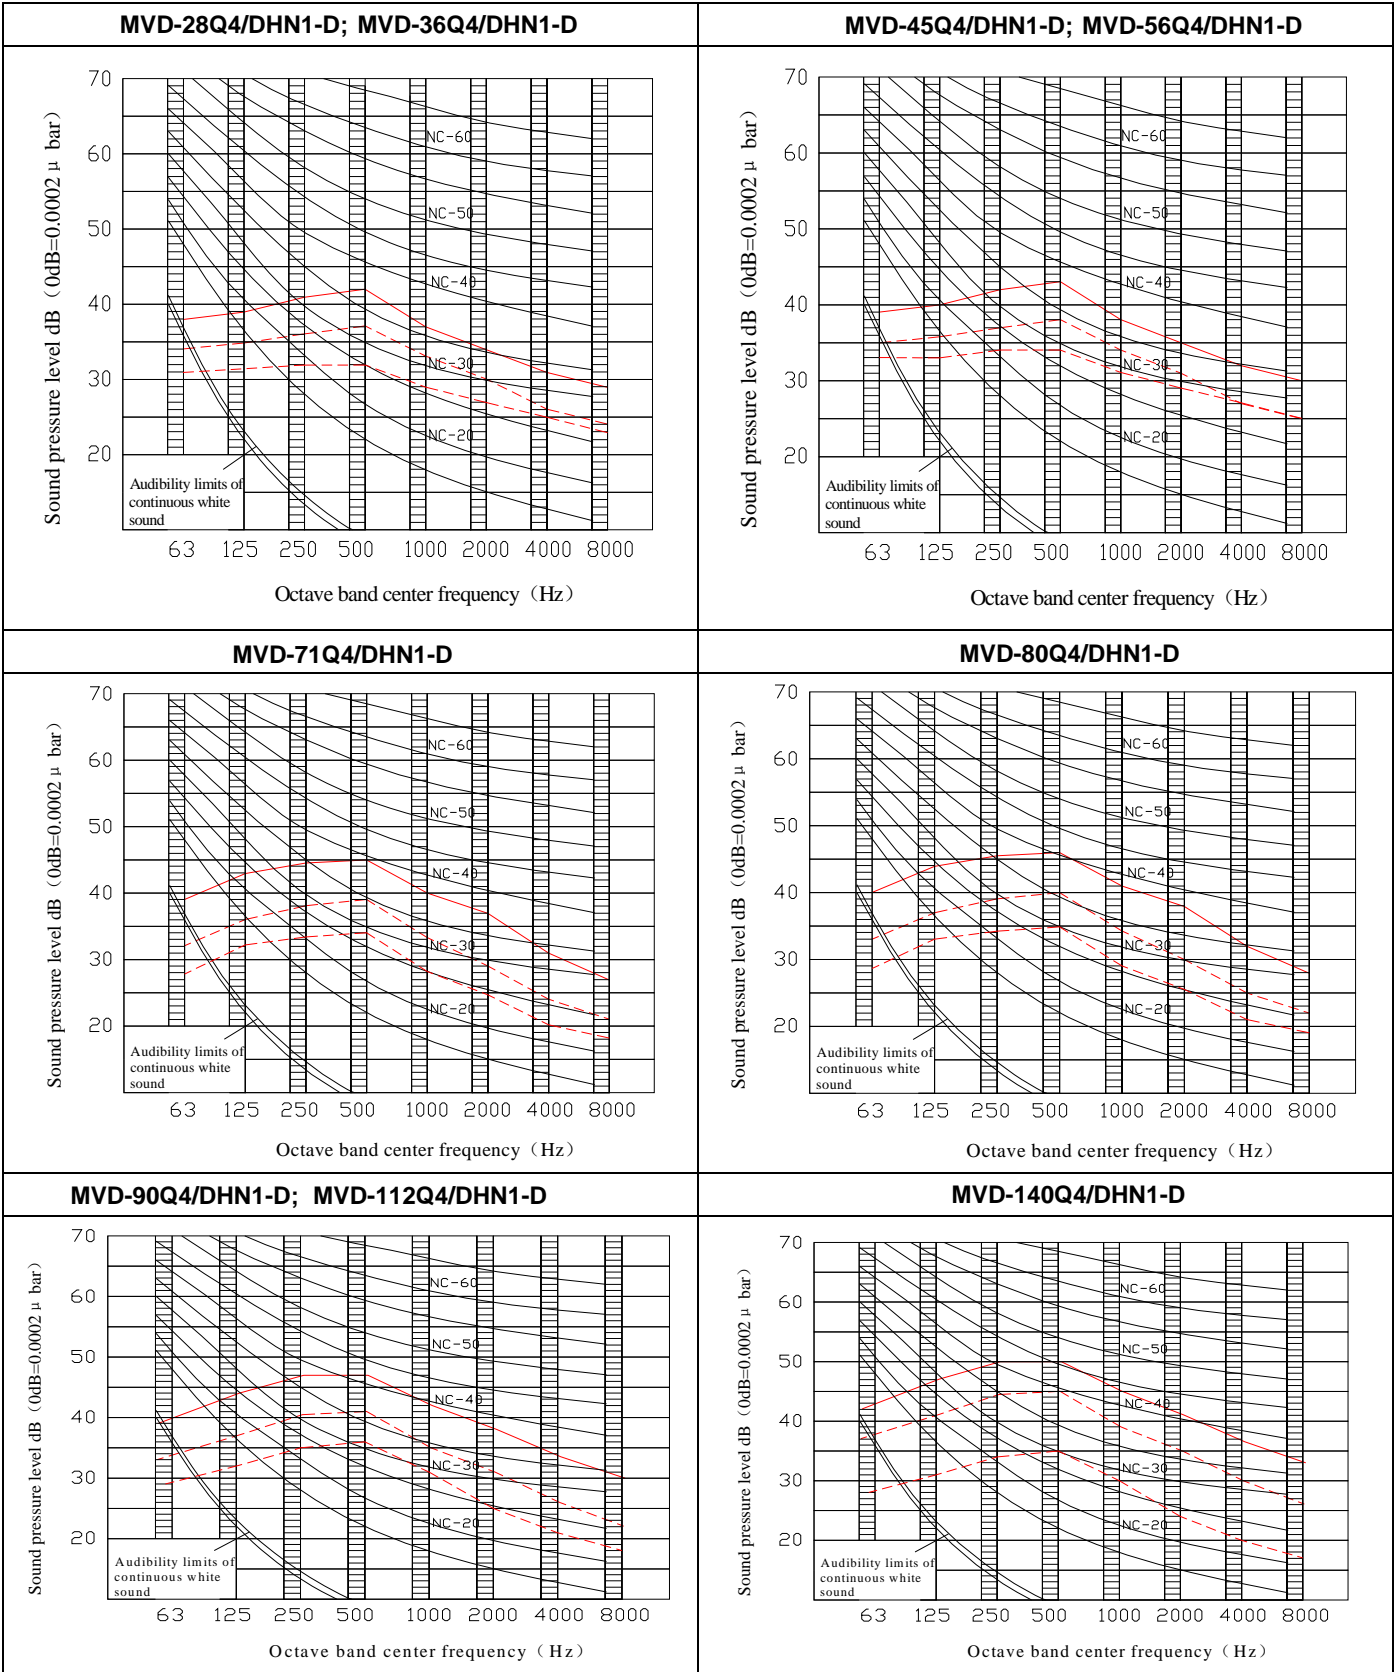 MVD-28Q4/DHN1-D; MVD-36Q4/DHN1-D
Sound pressure level dB（0dB=0.0002 μ bar）
70
60
50
40
30
20
NC-60
NC-50
NC-40
NC-30
NC-20
Audibility limits of
continuous white
sound
63 125 250 500 1000 2000 4000 8000
Octave band center frequency（Hz）
MVD-45Q4/DHN1-D; MVD-56Q4/DHN1-D
Sound pressure level dB（0dB=0.0002 μ bar）
70
60
50
40
30
20
NC-60
NC-50
NC-40
NC-30
NC-20
Audibility limits of
continuous white
sound
63 125 250 500 1000 2000 4000 8000
Octave band center frequency（Hz）
MVD-71Q4/DHN1-D
Sound pressure level dB（0dB=0.0002 μ bar）
70
60
50
40
30
20
NC-60
NC-50
NC-40
NC-30
NC-20
Audibility limits of
continuous white
sound
63 125 250 500 1000 2000 4000 8000
Octave band center frequency（Hz）
MVD-80Q4/DHN1-D
Sound pressure level dB（0dB=0.0002 μ bar）
70
60
50
40
30
20
NC-60
NC-50
NC-40
NC-30
NC-20
Audibility limits of
continuous white
sound
63 125 250 500 1000 2000 4000 8000
Octave band center frequency（Hz）
MVD-90Q4/DHN1-D; MVD-112Q4/DHN1-D
Sound pressure level dB（0dB=0.0002 μ bar）
70
60
50
40
30
20
NC-60
NC-50
NC-40
NC-30
NC-20
Audibility limits of
continuous white
sound
63 125 250 500 1000 2000 4000 8000
Octave band center frequency（Hz）
MVD-140Q4/DHN1-D
Sound pressure level dB（0dB=0.0002 μ bar）
70
60
50
40
30
20
NC-60
NC-50
NC-40
NC-30
NC-20
Audibility limits of
continuous white
sound
63 125 250 500 1000 2000 4000 8000
Octave band center frequency（Hz）